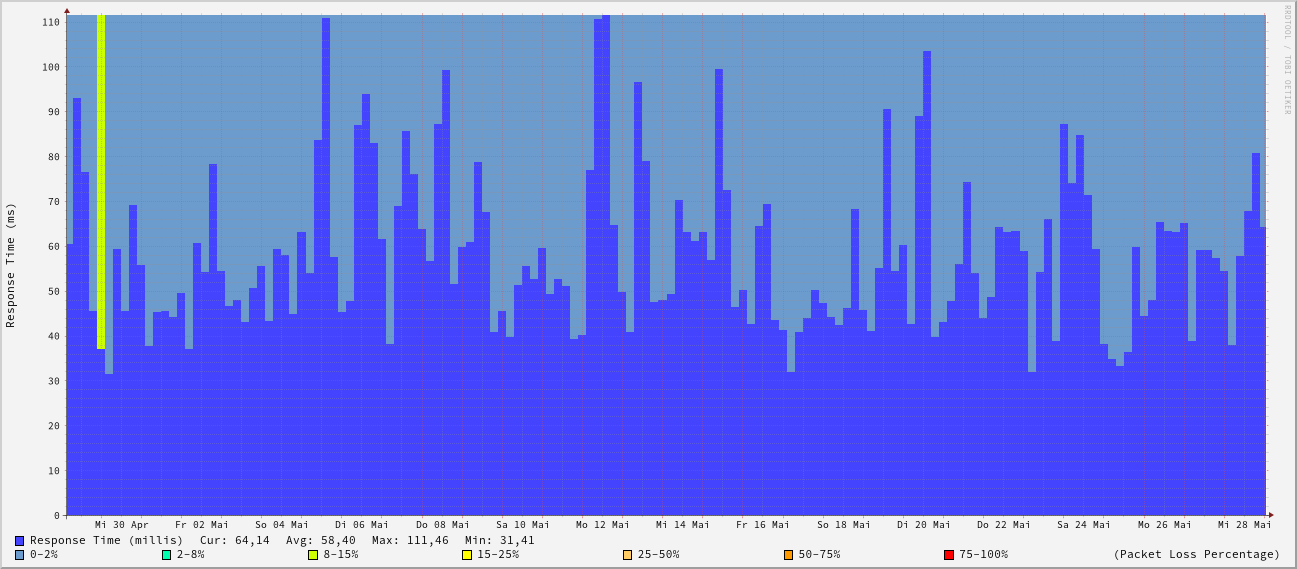 RRDTOOL / TOBI OETIKER
Response Time (ms)
110
100
90
80
70
60
50
40
30
20
10
0
Mi 30 Apr Fr 02 Mai So 04 Mai Di 06 Mai Do 08 Mai Sa 10 Mai Mo 12 Mai Mi 14 Mai Fr 16 Mai So 18 Mai Di 20 Mai Do 22 Mai Sa 24 Mai Mo 26 Mai Mi 28 Mai
Response Time (millis) Cur: 64,14 Avg: 58,40 Max: 111,46 Min: 31,41
0-2% 2-8% 8-15% 15-25% 25-50% 50-75% 75-100% (Packet Loss Percentage)